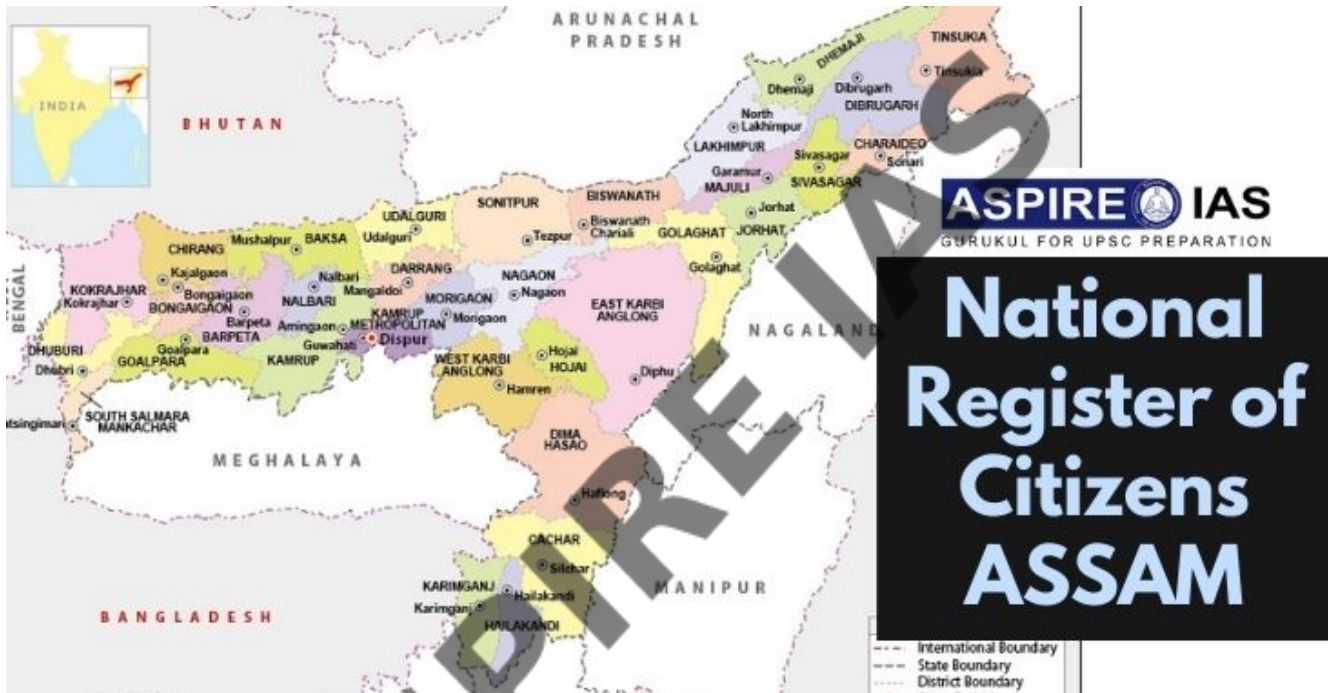 ARUNACHAL
PRADESH
TINSUKIA
Tinsukia
DHEMAJI
Dhemaji
Dibrugarh
DIBRUGARH
INDIA
BHUTAN
North
Lakhimpur
LAKHIMPUR
CHARAIDEO
Sonari
Sivasagar
SIVASAGAR
Garamur
MAJULI
Jorhat
JORHAT
ASPIRE IAS
GURUKUL FOR UPSC PREPARATION
BISWANATH
Biswanath
Chariali
SONITPUR
Tezpur
UDALGURI
Udalguri
GOLAGHAT
Golaghat
CHIRANG
Kajalgaon
Mushalpur
BAKSA
Nalbari
NALBARI
DARRANG
Mangaldoi
NAGAON
Nagaon
KOKRAJHAR
Kokrajhar
Bongaigaon
BONGAIGAON
Barpeta
BARPETA
Amingaon
KAMRUP
METROPOLITAN
Guwahati
Dispur
MORIGAON
Morigaon
EAST KARBI
ANGLONG
BENGAL
NAGALAND
DHUBURI
Dhubri
Goalpara
GOALPARA
KAMRUP
WEST KARBI
ANGLONG
Hamren
Hojai
HOJAI
Diphu
SOUTH SALMARA
MANKACHAR
atsingimari
MEGHALAYA
DIMA
HASAO
Haflong
CACHAR
Silchar
KARIMGANJ
Karimganj
Hailakandi
HAILAKANDI
MANIPUR
BANGLADESH
National
Register of
Citizens
ASSAM
International Boundary
State Boundary
District Boundary
PIRE IAS